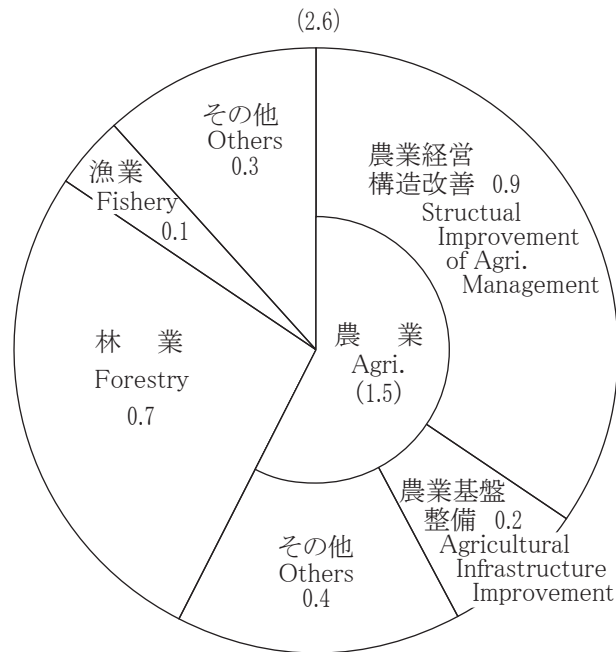 (2.6)
その他
Others
0.3
農業経営
構造改善 0.9
Structual
Improvement
of Agri.
Management
漁業
Fishery
0.1
農 業
Agri.
(1.5)
林 業
Forestry
0.7
農業基盤
整備 0.2
Agricultural
Infrastructure
Improvement
その他
Others
0.4